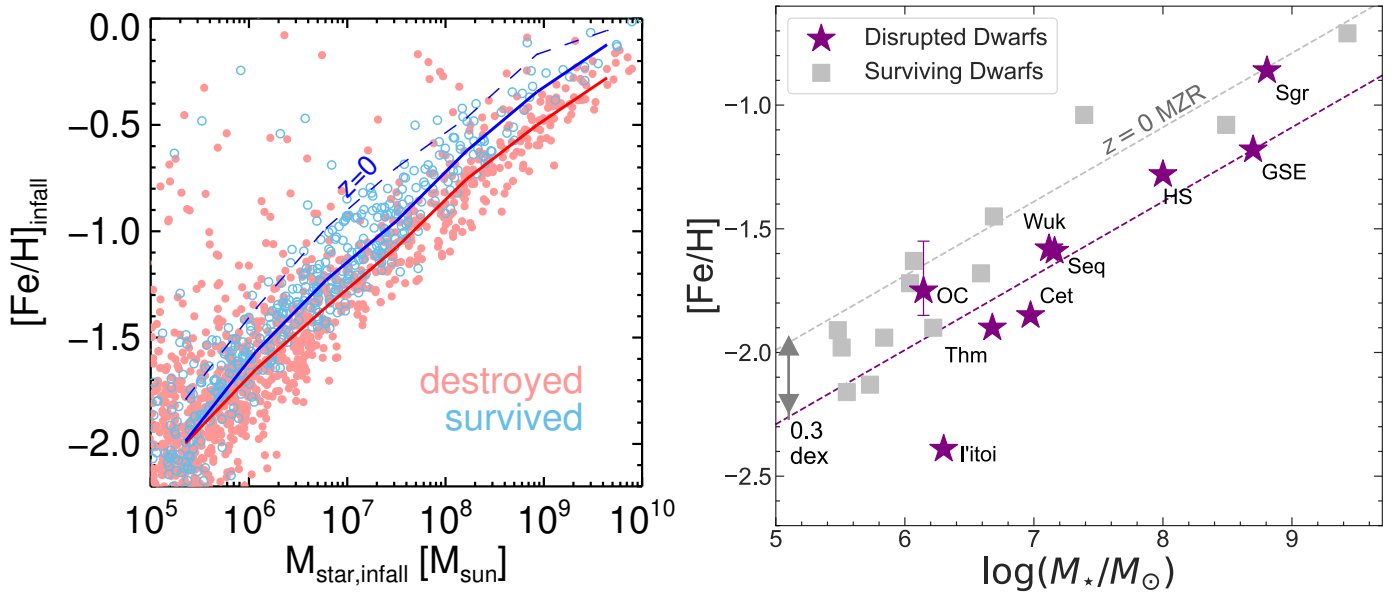 0.0
-0.5
-1.0
-1.5
-2.0
[Fe/H]infall
z=0
destroyed
survived
10^5
10^6
10^7
10^8
10^9
10^10
Mstar,infall [Msun]
Disrupted Dwarfs
Surviving Dwarfs
−1.0
−1.5
−2.0
−2.5
[Fe/H]
z = 0 MZR
Sgr
GSE
HS
Wuk
Seq
OC
Cet
Thm
I'itoi
0.3
dex
5
6
7
8
9
log(M⋆/M⊙)